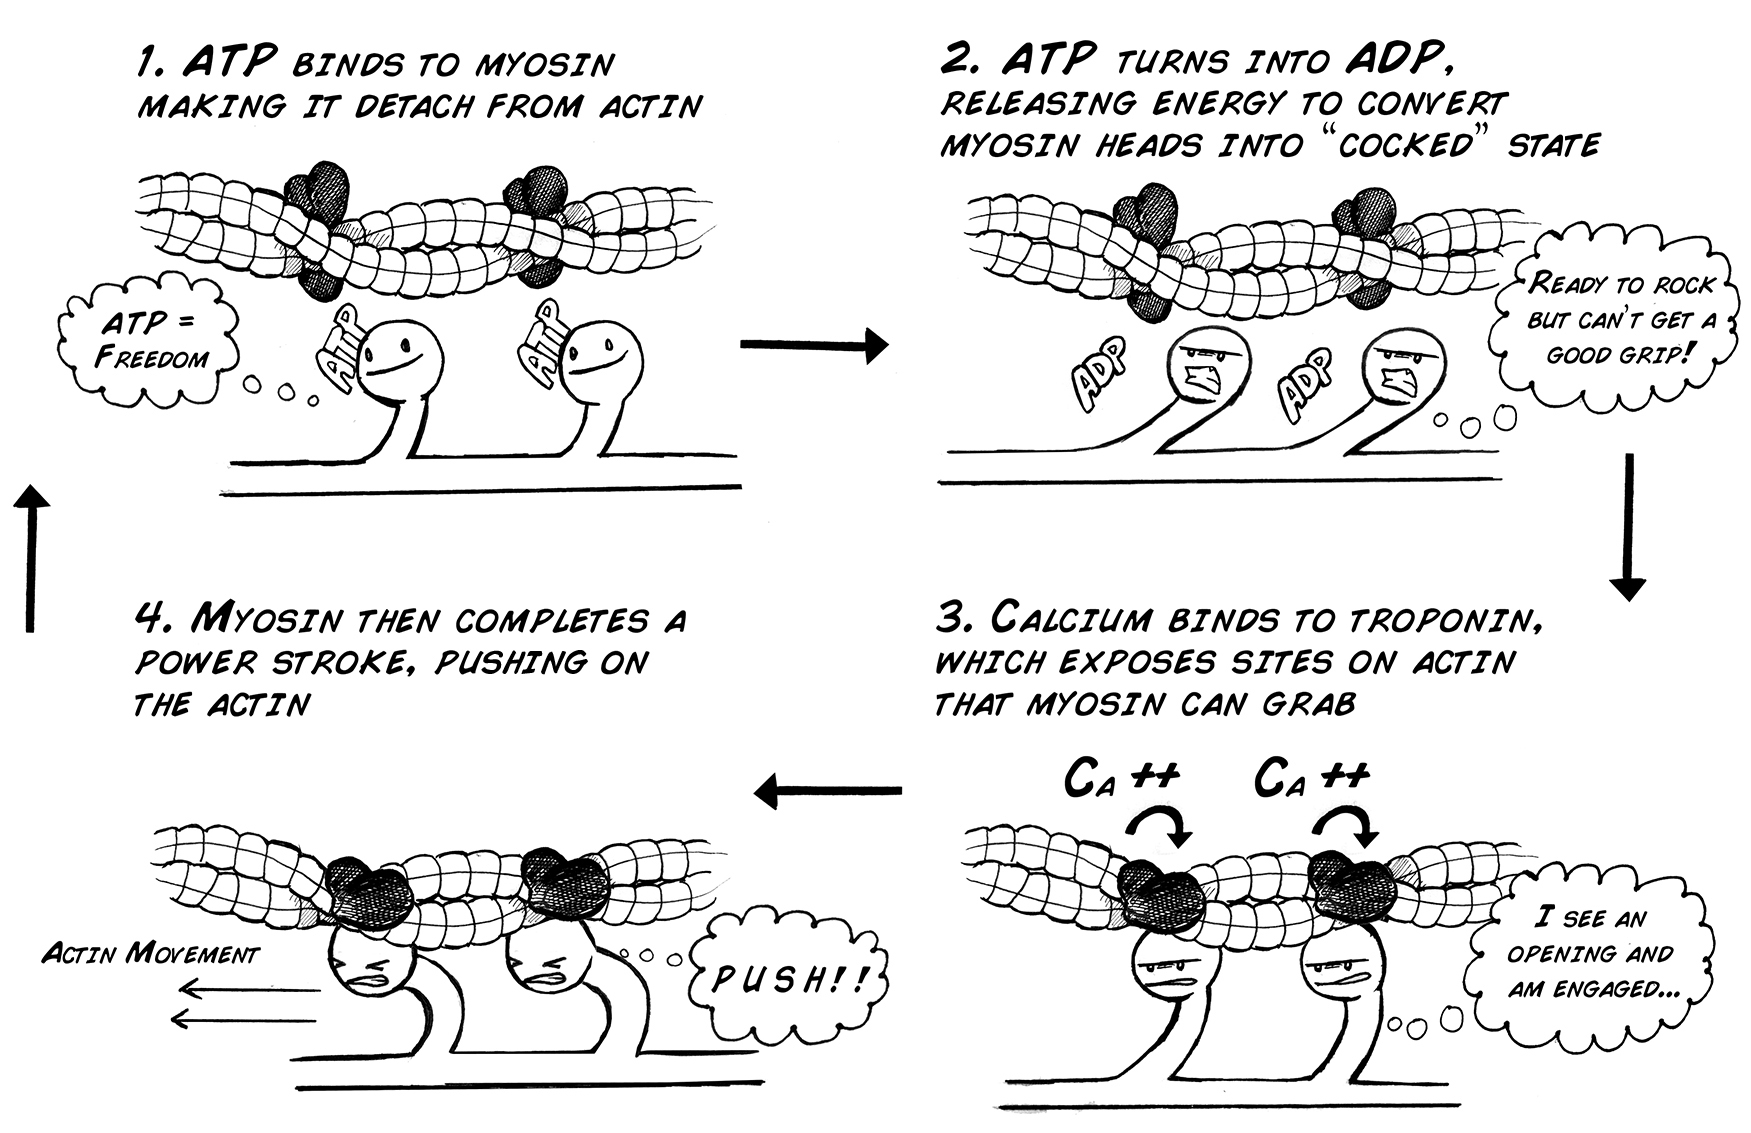 1. ATP BINDS TO MYOSIN
MAKING IT DETACH FROM ACTIN
ATP =
FREEDOM
ATP
ATP
2. ATP TURNS INTO ADP,
RELEASING ENERGY TO CONVERT
MYOSIN HEADS INTO "COCKED" STATE
READY TO ROCK
BUT CAN'T GET A
GOOD GRIP!
ADP
ADP
3. CALCIUM BINDS TO TROPONIN,
WHICH EXPOSES SITES ON ACTIN
THAT MYOSIN CAN GRAB
CA ++
CA ++
I SEE AN
OPENING AND
AM ENGAGED...
4. MYOSIN THEN COMPLETES A
POWER STROKE, PUSHING ON
THE ACTIN
ACTIN MOVEMENT
PUSH!!